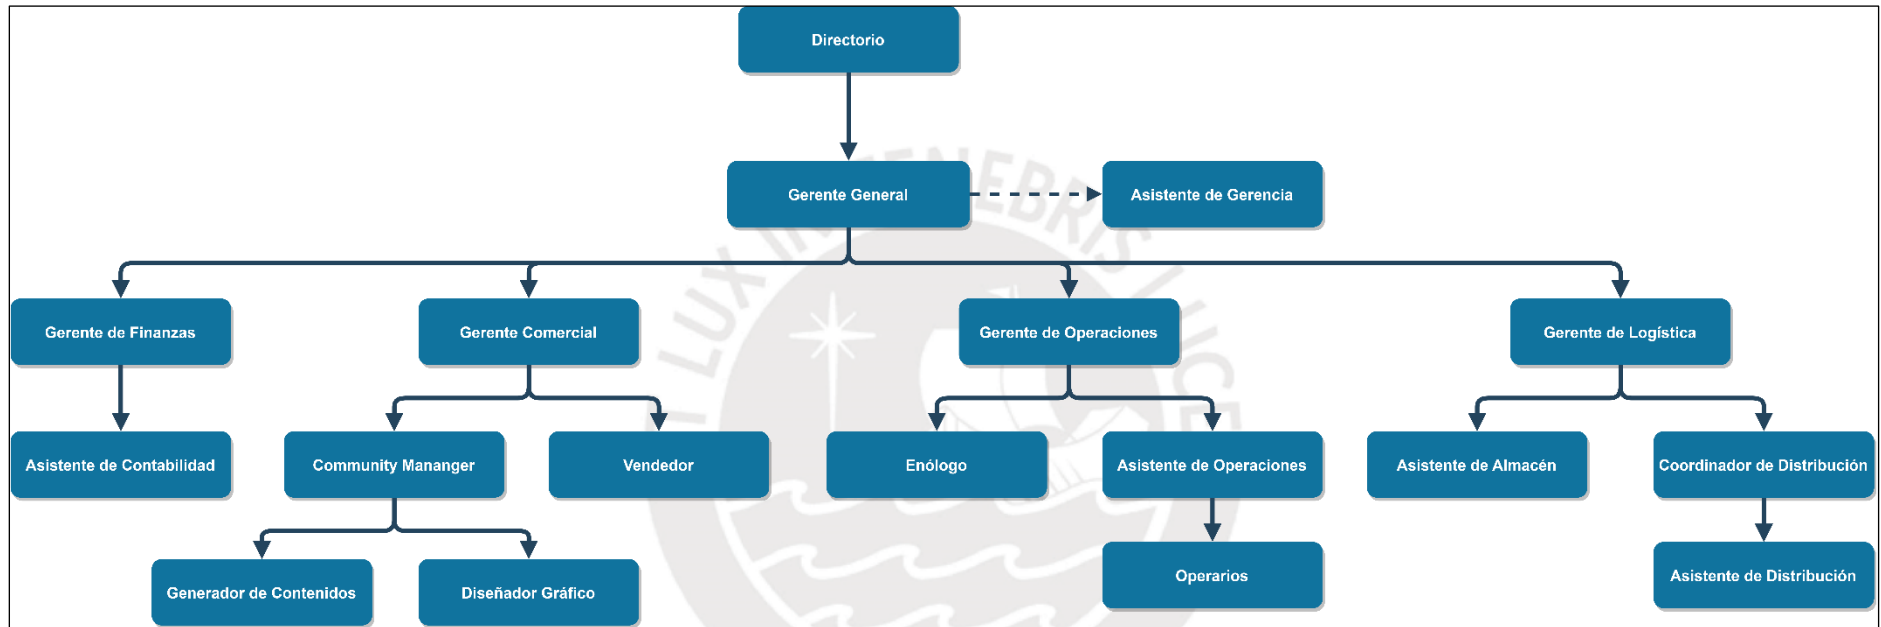 Directorio
Gerente General
Asistente de Gerencia
Gerente de Finanzas
Gerente Comercial
Gerente de Operaciones
Gerente de Logística
Asistente de Contabilidad
Community Mananger
Vendedor
Enólogo
Asistente de Operaciones
Asistente de Almacén
Coordinador de Distribución
Generador de Contenidos
Diseñador Gráfico
Operarios
Asistente de Distribución